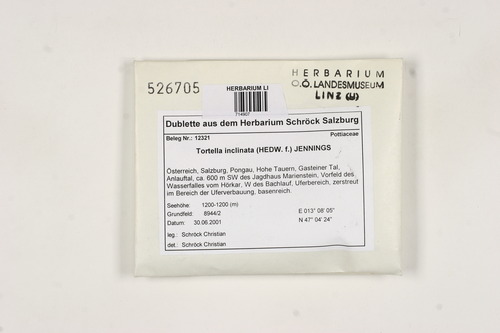 526705
HERBARIUM LI
714907
HERBARIUM
O.Ö. LANDESMUSEUM
LINZ (LI)
Dublette aus dem Herbarium Schröck Salzburg
Beleg Nr.: 12321
Pottiaceae
Tortella inclinata (HEDW. f.) JENNINGS
Österreich, Salzburg, Pongau, Hohe Tauern, Gasteiner Tal,
Anlauftal, ca. 600 m SW des Jagdhaus Marienstein, Vorfeld des
Wasserfalles vom Hörkar, W des Bachlauf, Uferbereich, zerstreut
im Bereich der Uferverbauung, basenreich.
Seehöhe: 1200-1200 (m)
E 013° 08' 05''
Grundfeld: 8944/2
N 47° 04' 24''
Datum: 30.06.2001
leg.: Schröck Christian
det.: Schröck Christian